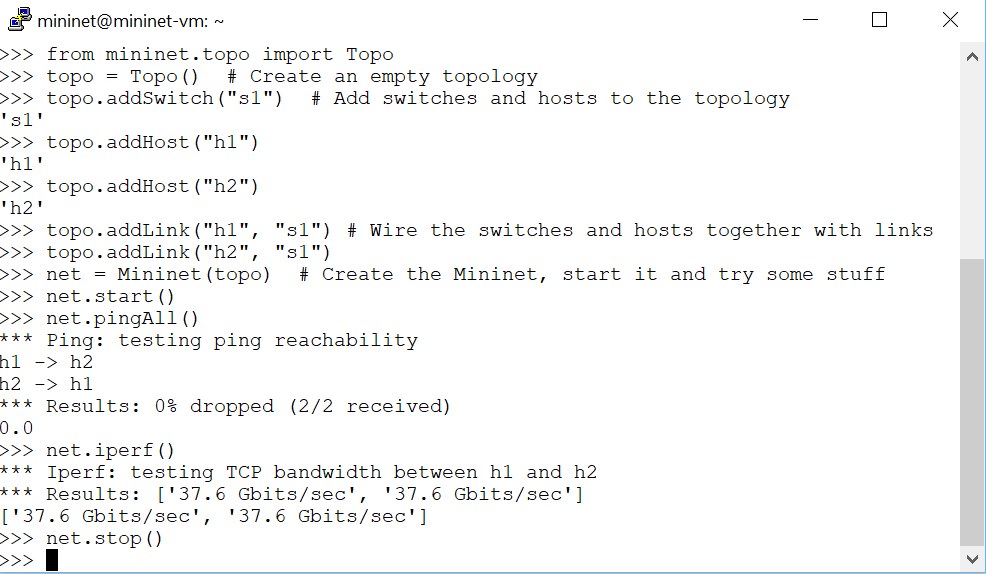 mininet@mininet-vm: ~
>>> from mininet.topo import Topo
>>> topo = Topo()  # Create an empty topology
>>> topo.addSwitch("s1")  # Add switches and hosts to the topology
's1'
>>> topo.addHost("h1")
'h1'
>>> topo.addHost("h2")
'h2'
>>> topo.addLink("h1", "s1") # Wire the switches and hosts together with links
>>> topo.addLink("h2", "s1")
>>> net = Mininet(topo)  # Create the Mininet, start it and try some stuff
>>> net.start()
>>> net.pingAll()
*** Ping: testing ping reachability
h1 -> h2
h2 -> h1
*** Results: 0% dropped (2/2 received)
0.0
>>> net.iperf()
*** Iperf: testing TCP bandwidth between h1 and h2
*** Results: ['37.6 Gbits/sec', '37.6 Gbits/sec']
['37.6 Gbits/sec', '37.6 Gbits/sec']
>>> net.stop()
>>>